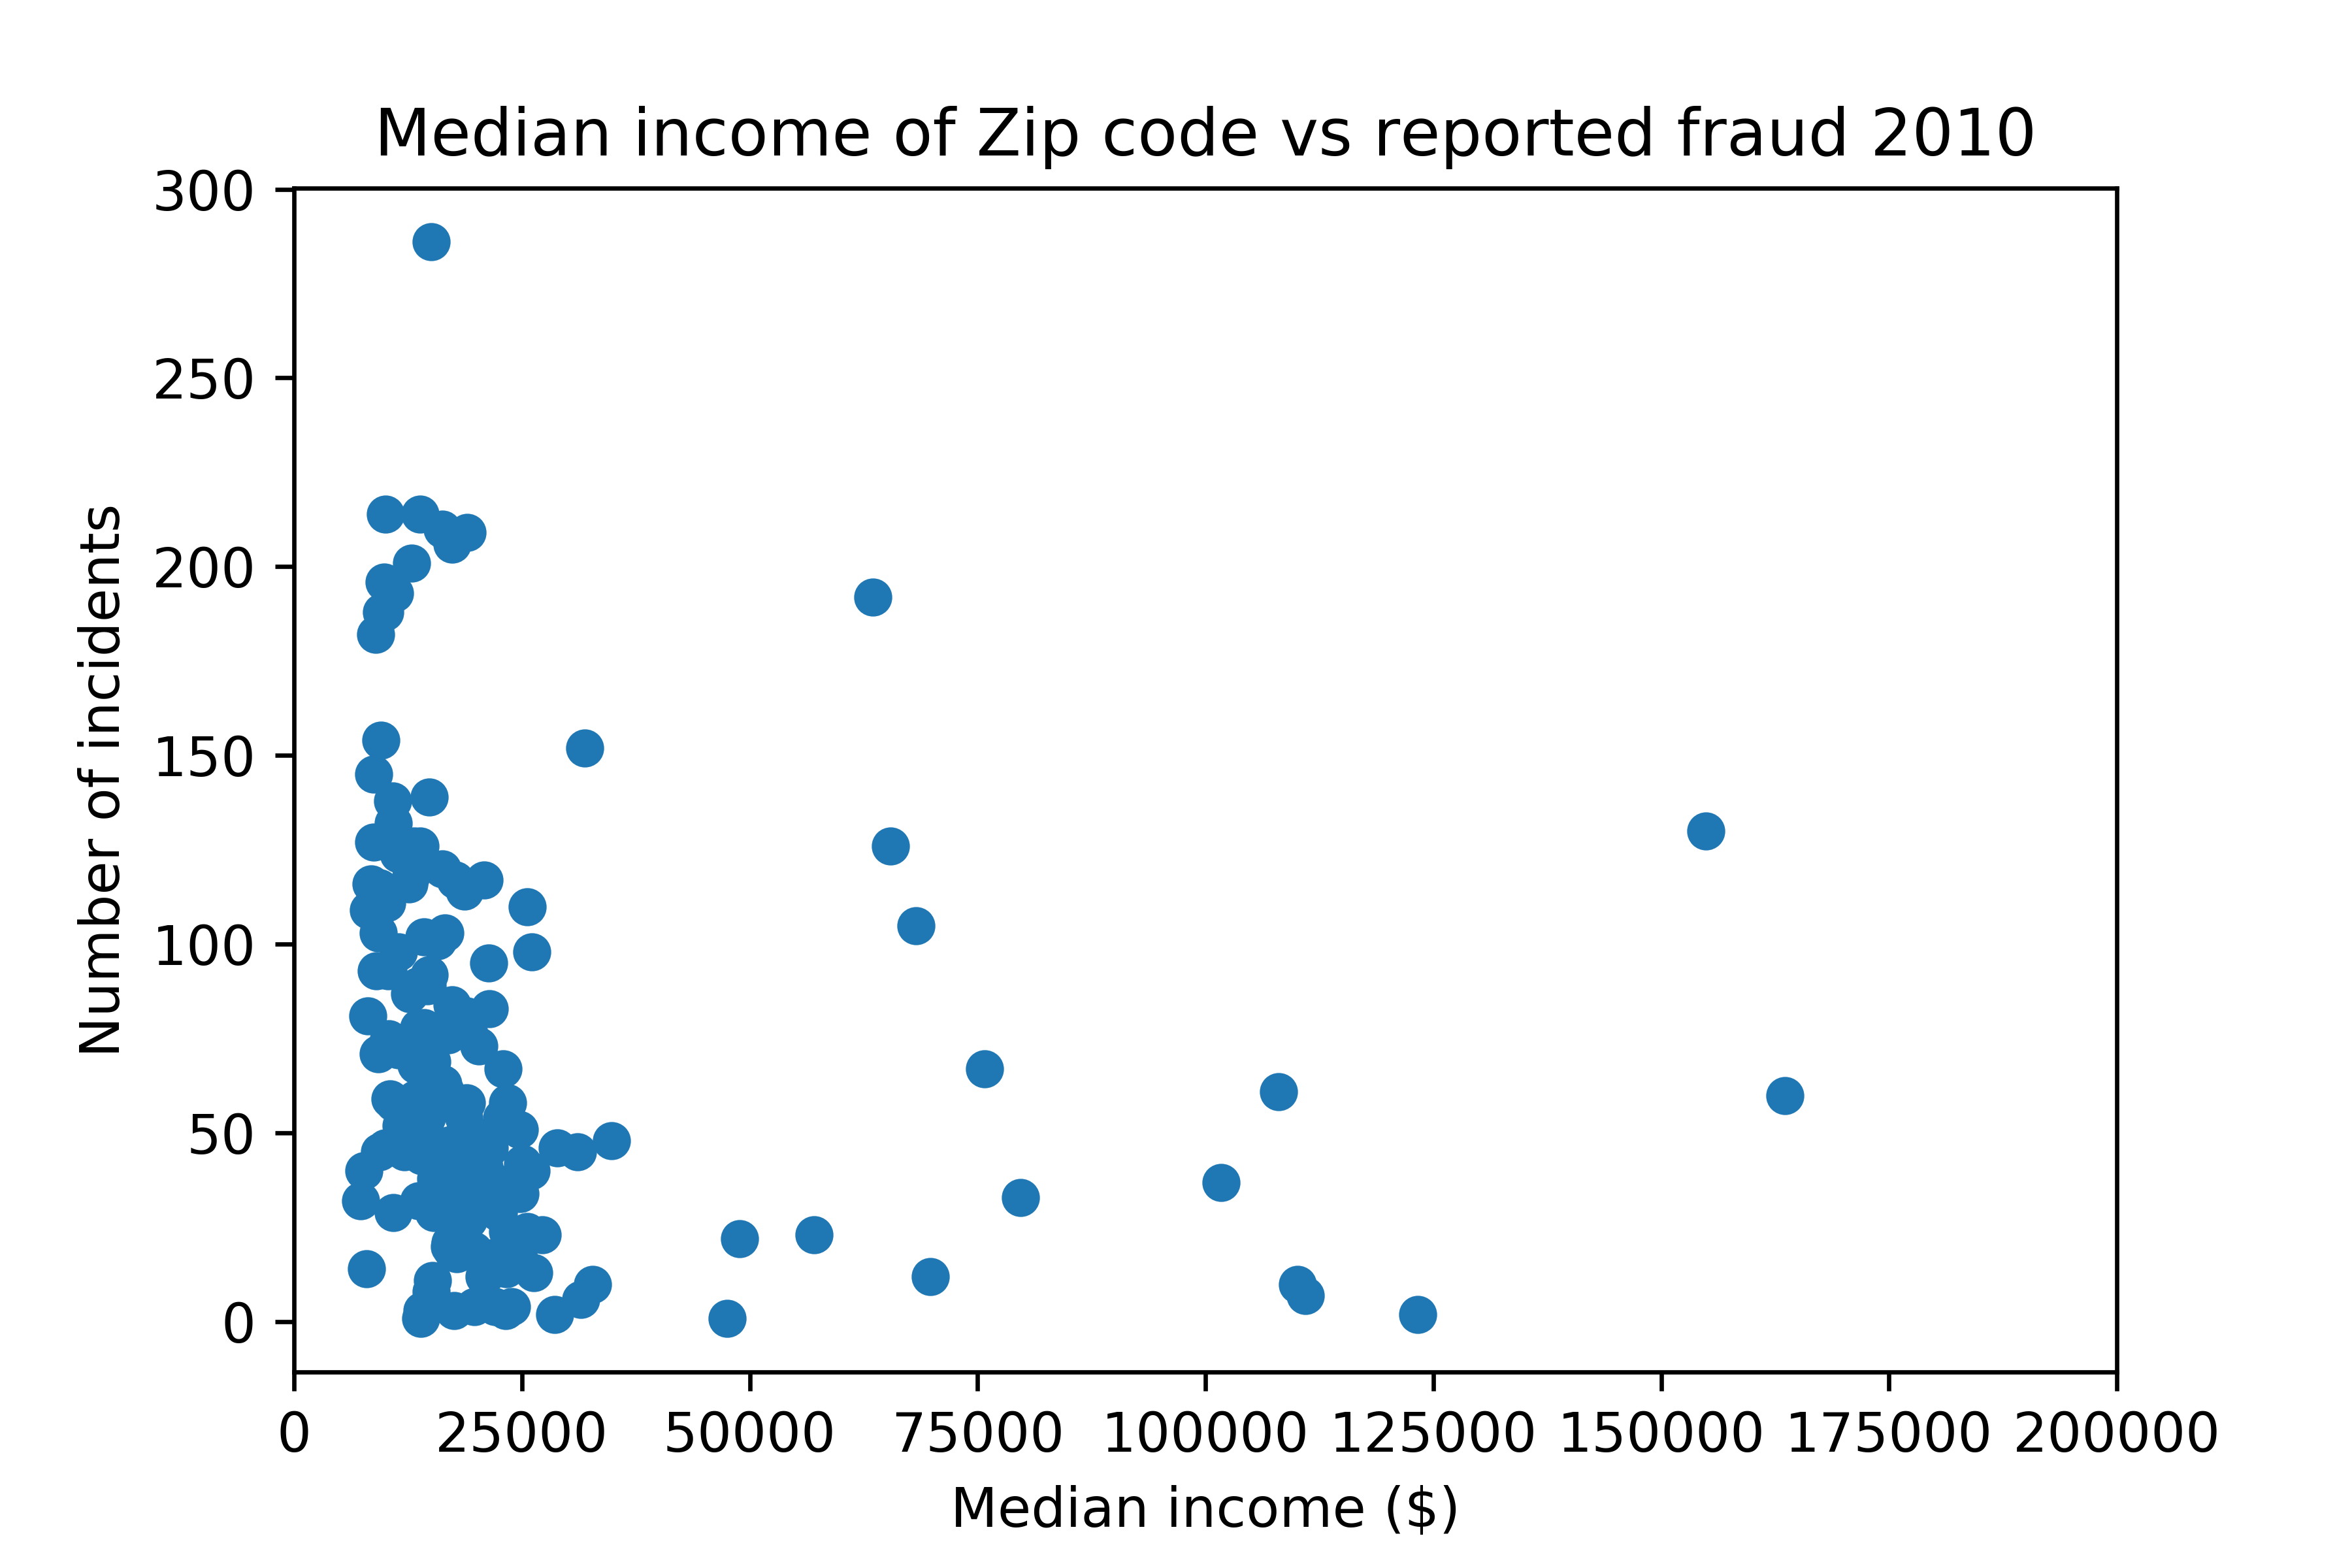 Median income of Zip code vs reported fraud 2010
300
250
200
150
100
50
0
Number of incidents
0 25000 50000 75000 100000 125000 150000 175000 200000
Median income ($)